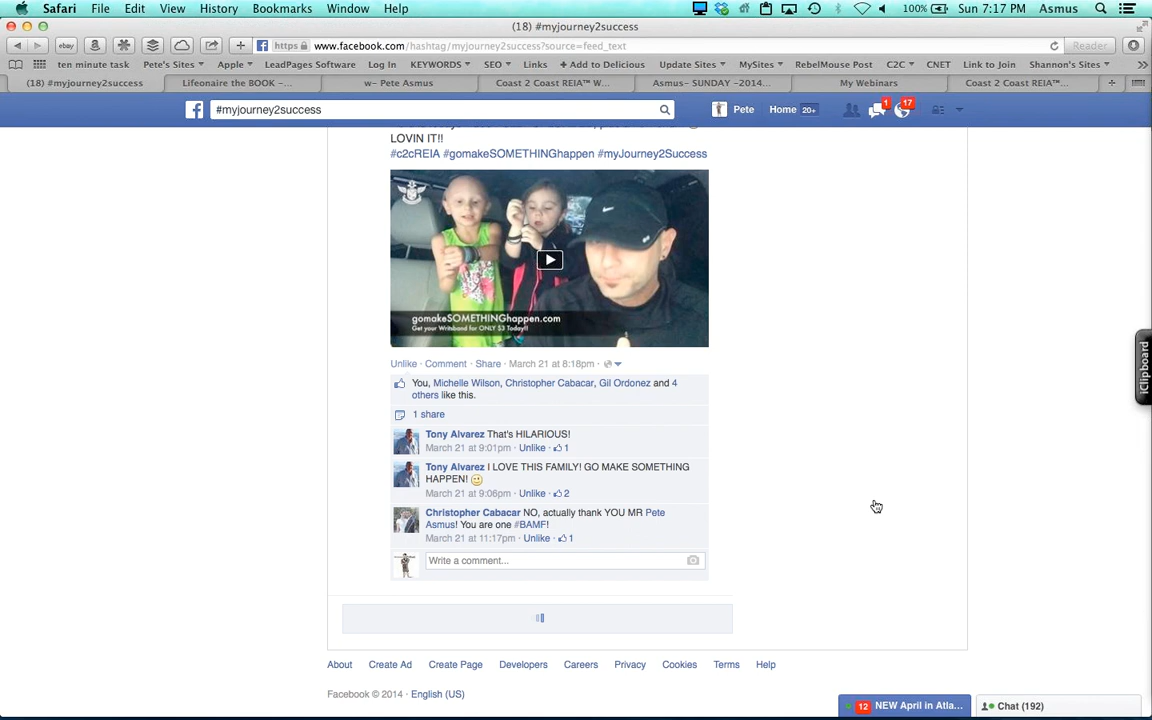 Safari File Edit View History Bookmarks Window Help 100% Sun 7:17 PM Asmus
(18) #myjourney2success
ebay https www.facebook.com/hashtag/myjourney2success?source=feed_text Reader
ten minute task Pete's Sites Apple LeadPages Software Log In KEYWORDS SEO Links + Add to Delicious Update Sites MySites RebelMouse Post C2C CNET Link to Join Shannon's Sites
(18) #myjourney2success Lifeonaire the BOOK -... w- Pete Asmus Coast 2 Coast REIA™... Asmus- SUNDAY -2014... My Webinars Coast 2 Coast REIA™...
#myjourney2success Pete Home 20+ 1 17
LOVIN IT!!
#c2cREIA #gomakeSOMETHINGhappen #myJourney2Success
gomakeSOMETHINGhappen.com
Get your Wristband for ONLY $3 Today!!
Unlike · Comment · Share · March 21 at 8:18pm ·
You, Michelle Wilson, Christopher Cabacar, Gil Ordonez and 4
others like this.
1 share
Tony Alvarez That's HILARIOUS!
March 21 at 9:01pm · Unlike · 1
Tony Alvarez I LOVE THIS FAMILY! GO MAKE SOMETHING
HAPPEN!
March 21 at 9:06pm · Unlike · 2
Christopher Cabacar NO, actually thank YOU MR Pete
Asmus! You are one #BAMF!
March 21 at 11:17pm · Unlike · 1
Write a comment...
About Create Ad Create Page Developers Careers Privacy Cookies Terms Help
Facebook © 2014 · English (US)
12 NEW April in Atla... Chat (192)
iClipboard